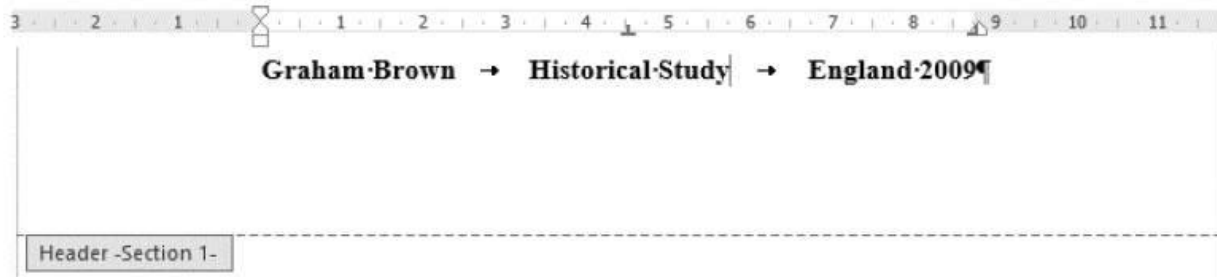 3 2 1 1 2 3 4 5 6 7 8 9 10 11
Graham·Brown → Historical·Study → England·2009¶
Header -Section 1-